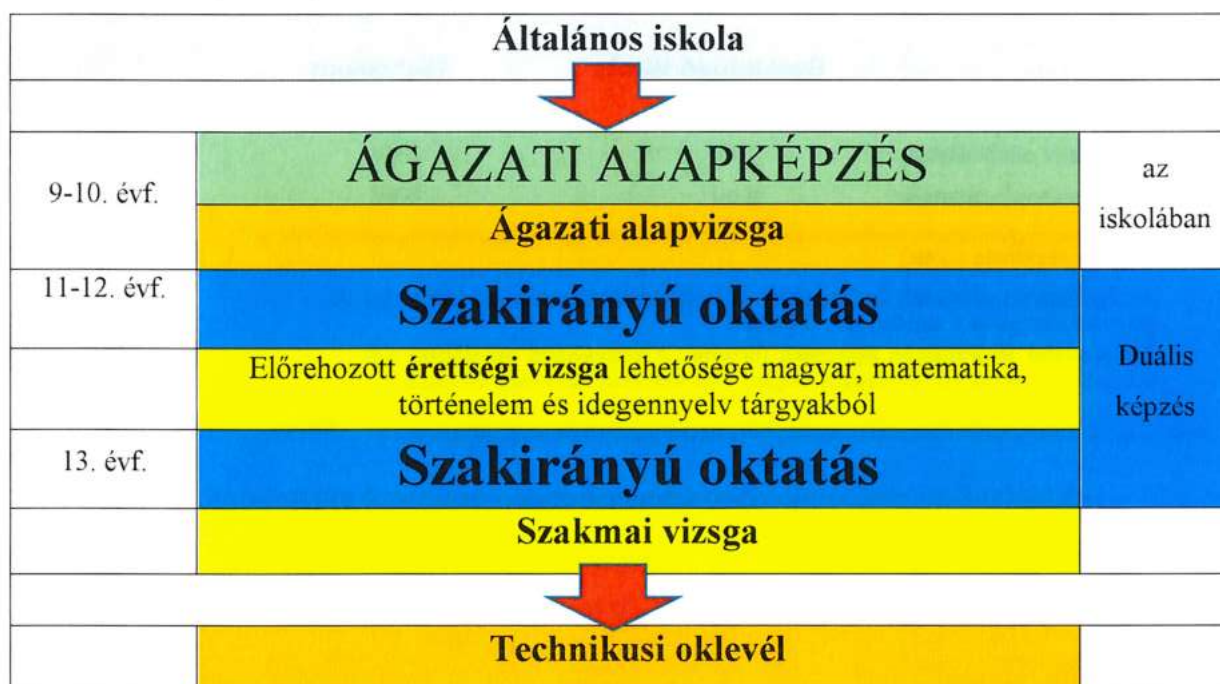 Általános iskola
ÁGAZATI ALAPKÉPZÉS
9-10. évf.
az
iskolában
Ágazati alapvizsga
11-12. évf.
Szakirányú oktatás
Előrehozott érettségi vizsga lehetősége magyar, matematika,
történelem és idegennyelv tárgyakból
Duális
képzés
13. évf.
Szakirányú oktatás
Szakmai vizsga
Technikusi oklevél